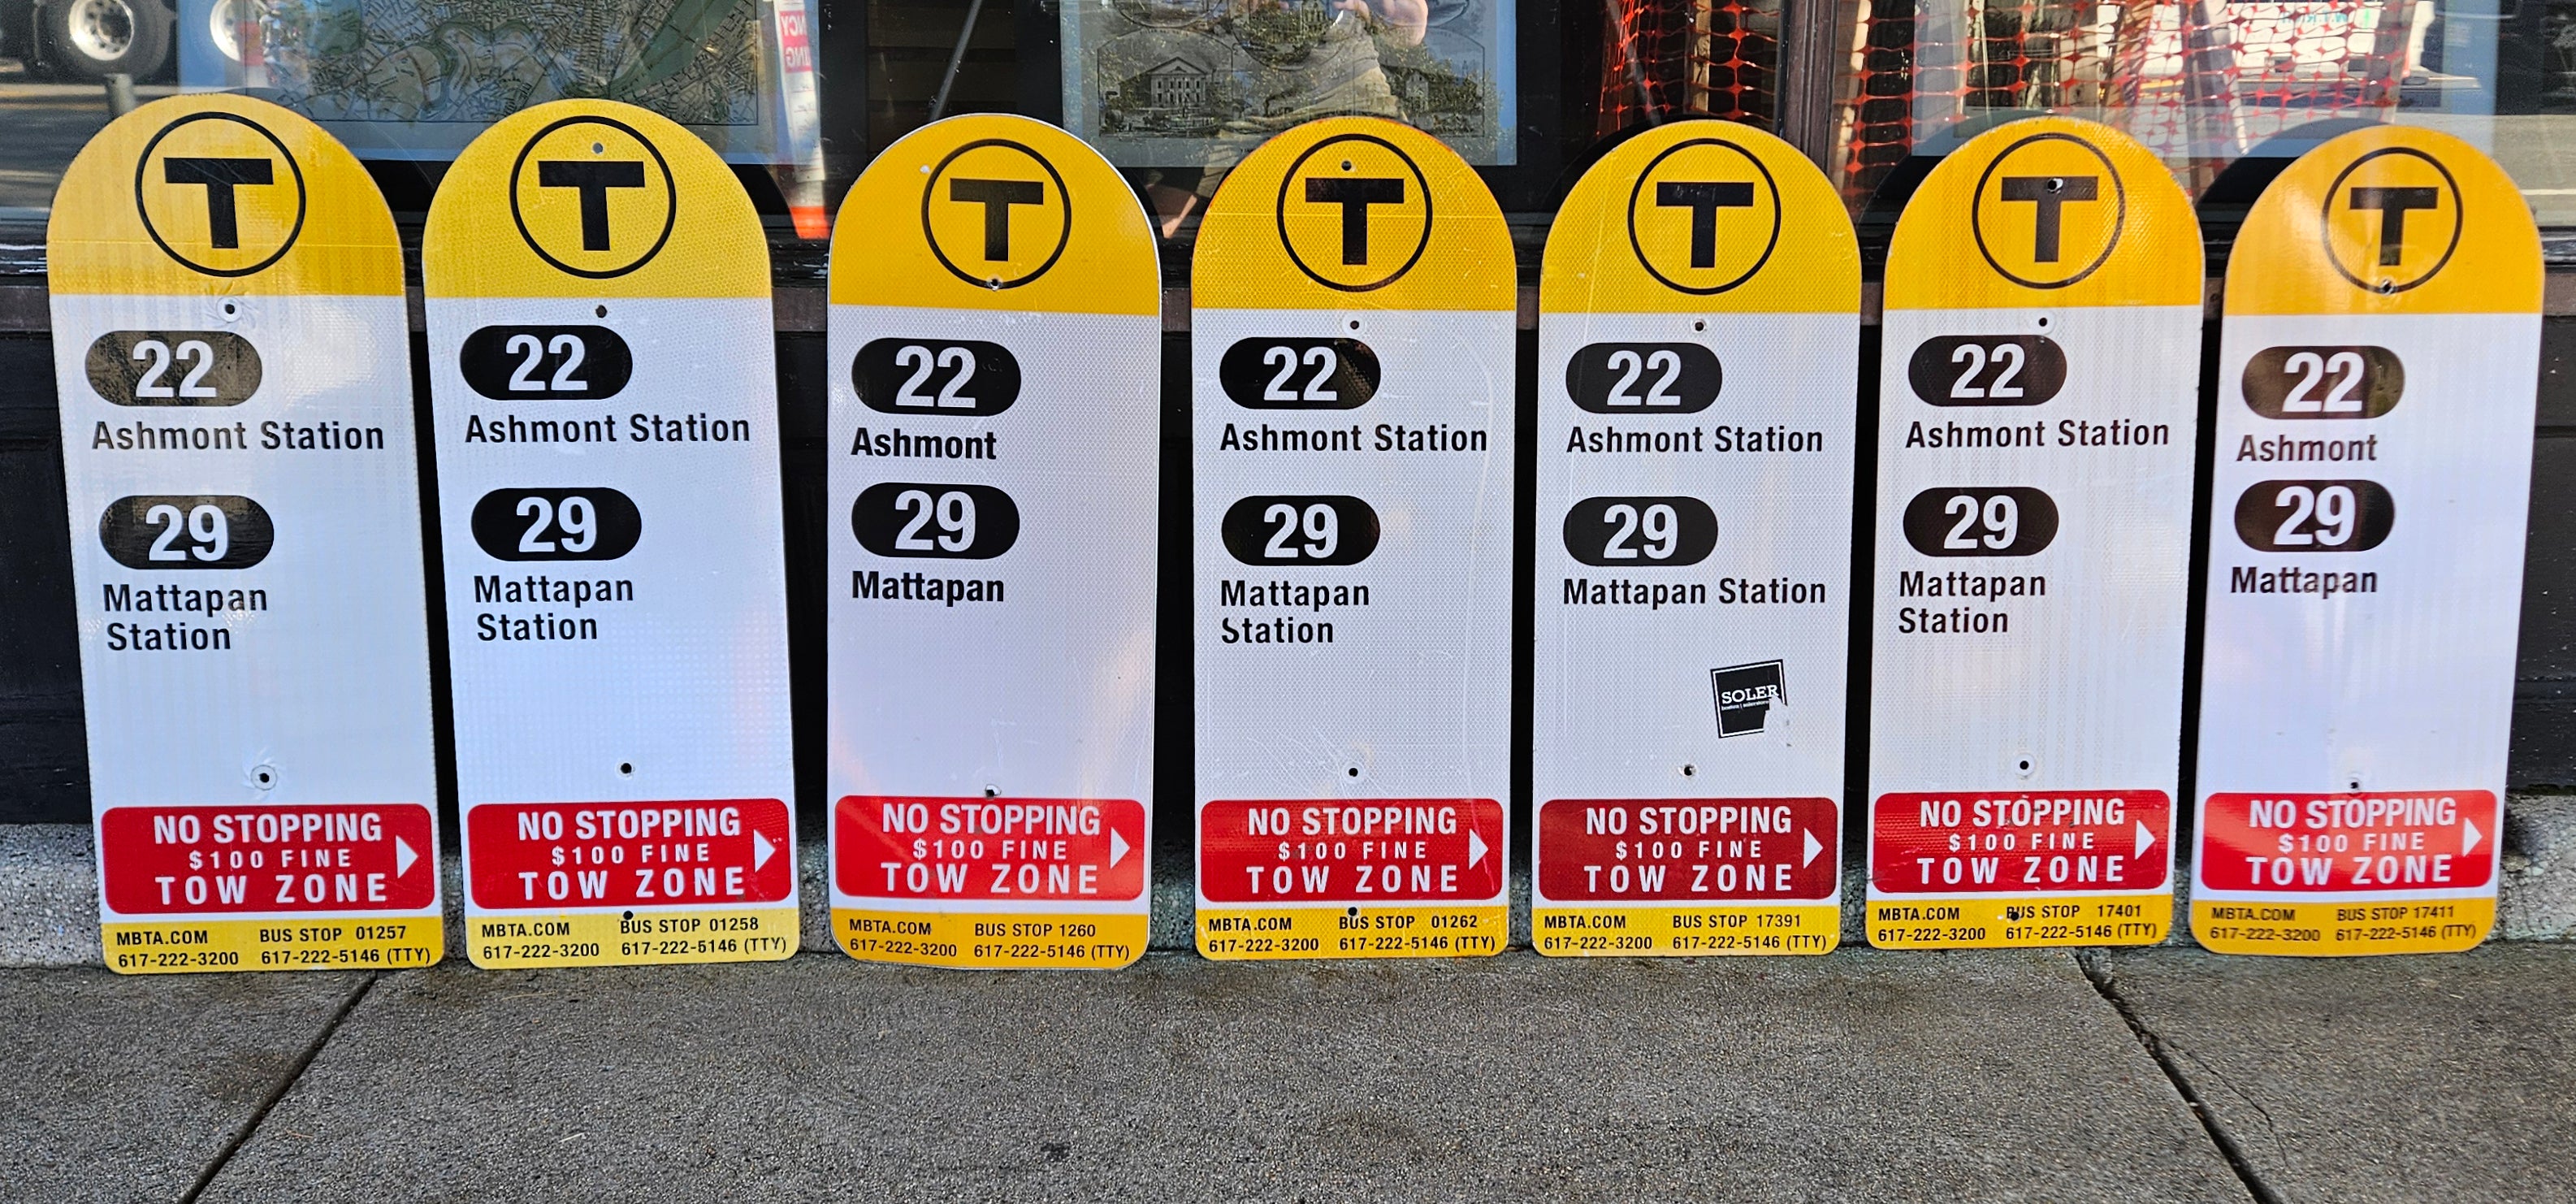 T
22
Ashmont Station
29
Mattapan
Station
NO STOPPING
$100 FINE
TOW ZONE
MBTA.COM BUS STOP 01257
617-222-3200 617-222-5146 (TTY)
T
22
Ashmont Station
29
Mattapan
Station
NO STOPPING
$100 FINE
TOW ZONE
MBTA.COM BUS STOP 01258
617-222-3200 617-222-5146 (TTY)
T
22
Ashmont
29
Mattapan
NO STOPPING
$100 FINE
TOW ZONE
MBTA.COM BUS STOP 1260
617-222-3200 617-222-5146 (TTY)
T
22
Ashmont Station
29
Mattapan
Station
NO STOPPING
$100 FINE
TOW ZONE
MBTA.COM BUS STOP 01262
617-222-3200 617-222-5146 (TTY)
T
22
Ashmont Station
29
Mattapan Station
SOLER
NO STOPPING
$100 FINE
TOW ZONE
MBTA.COM BUS STOP 17391
617-222-3200 617-222-5146 (TTY)
T
22
Ashmont Station
29
Mattapan
Station
NO STOPPING
$100 FINE
TOW ZONE
MBTA.COM BUS STOP 17401
617-222-3200 617-222-5146 (TTY)
T
22
Ashmont
29
Mattapan
NO STOPPING
$100 FINE
TOW ZONE
MBTA.COM BUS STOP 17411
617-222-3200 617-222-5146 (TTY)